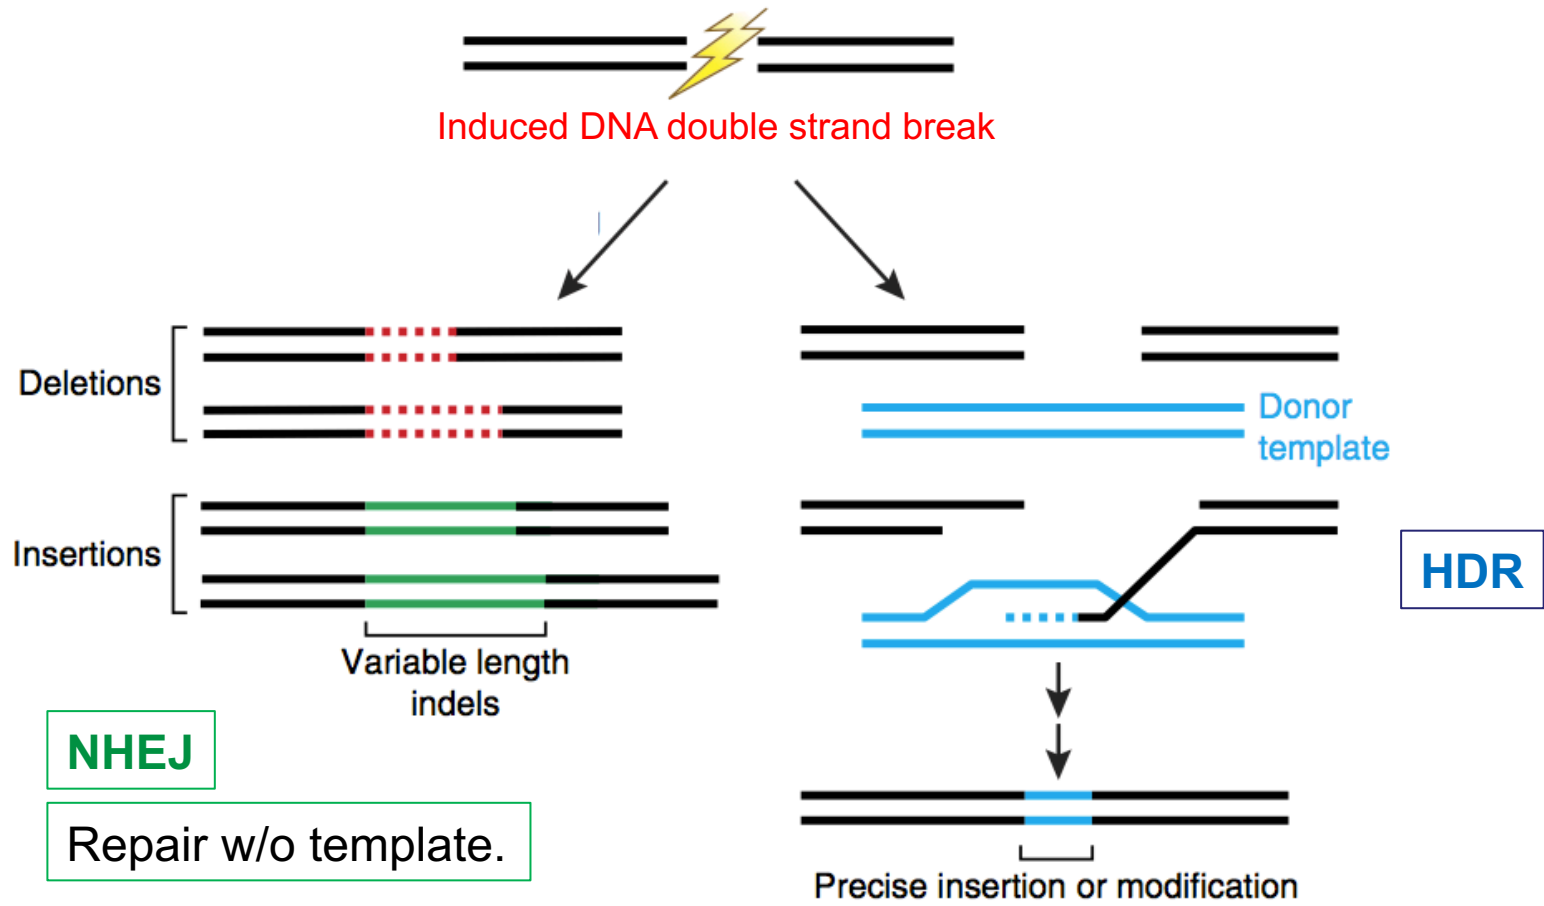 Induced DNA double strand break
Deletions
Donor
template
Insertions
HDR
Variable length
indels
NHEJ
Repair w/o template.
Precise insertion or modification